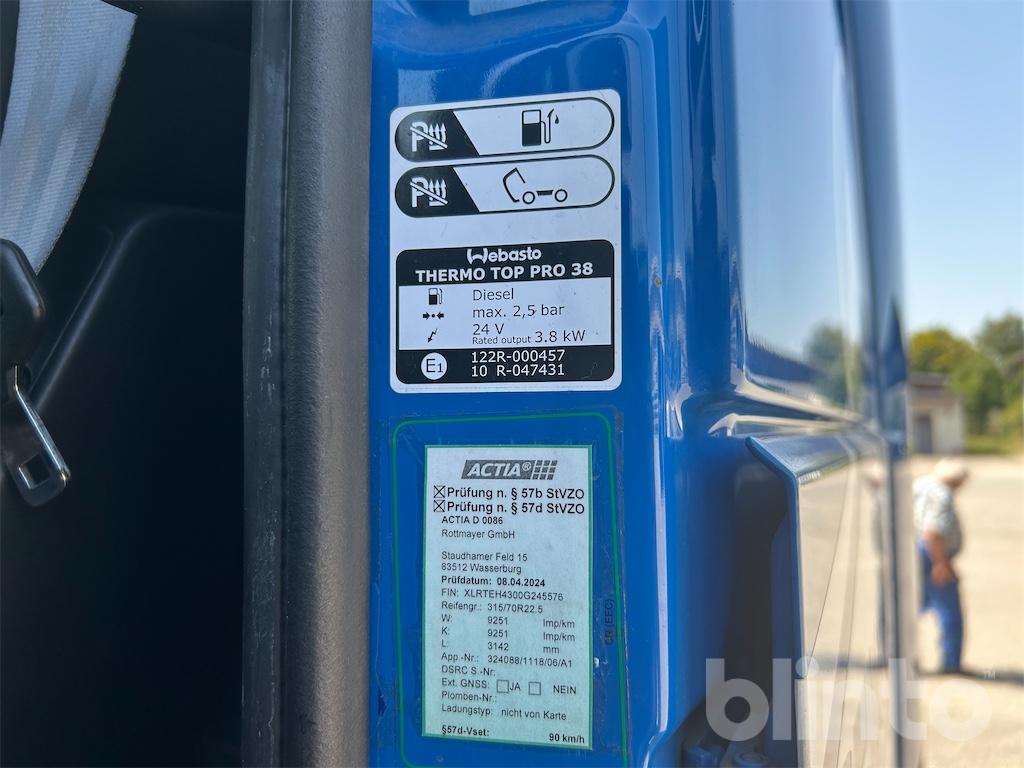 Webasto
THERMO TOP PRO 38
Diesel
max. 2,5 bar
24 V
Rated output 3.8 kW
E1
122R-000457
10 R-047431
ACTIA®
Prüfung n. § 57b StVZO
Prüfung n. § 57d StVZO
ACTIA D 0086
Rottmayer GmbH
Staudhamer Feld 15
83512 Wasserburg
Prüfdatum: 08.04.2024
FIN: XLRTEH4300G245576
Reifengr.: 315/70R22.5
W: 9251 Imp/km
K: 9251 Imp/km
L: 3142 mm
App.-Nr.: 324088/1118/06/A1
DSRC S.-Nr:
Ext. GNSS: JA NEIN
Plomben-Nr.:
Ladungstyp: nicht von Karte
§57d-Vset: 90 km/h
(EEC)
blinto™